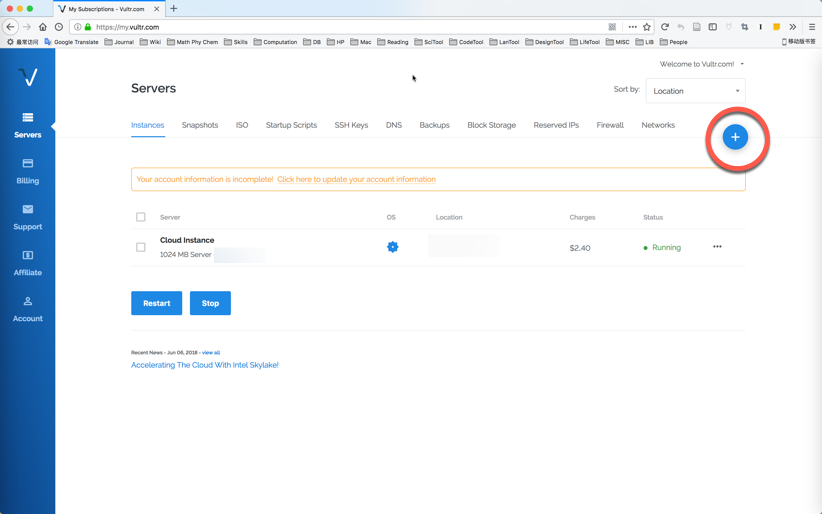 My Subscriptions - Vultr.com
https://my.vultr.com
最常访问 Google Translate Journal Wiki Math Phy Chem Skills Computation DB HP Mac Reading SciTool CodeTool LanTool DesignTool LifeTool MISC LIB People 移动版书签
Welcome to Vultr.com!
Servers
Sort by: Location
Instances Snapshots ISO Startup Scripts SSH Keys DNS Backups Block Storage Reserved IPs Firewall Networks
Servers
Billing
Support
Affiliate
Account
Your account information is incomplete! Click here to update your account information
Server OS Location Charges Status
Cloud Instance
1024 MB Server
$2.40 Running
Restart Stop
Recent News - Jun 06, 2018 - view all
Accelerating The Cloud With Intel Skylake!